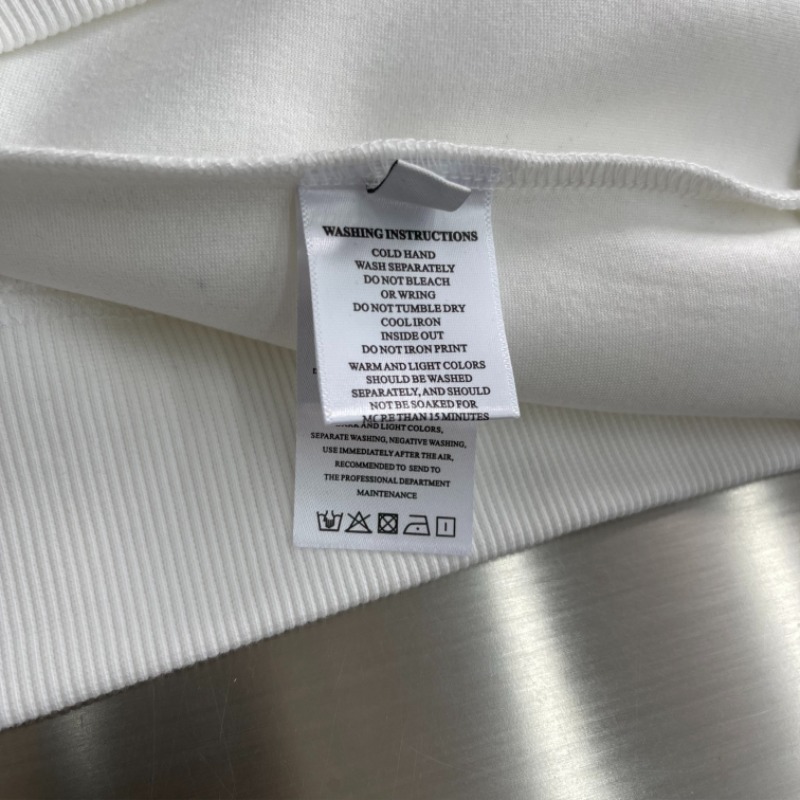 WASHING INSTRUCTIONS
COLD HAND
WASH SEPARATELY
DO NOT BLEACH
OR WRING
DO NOT TUMBLE DRY
COOL IRON
INSIDE OUT
DO NOT IRON PRINT
WARM AND LIGHT COLORS
SHOULD BE WASHED
SEPARATELY, AND SHOULD
NOT BE SOAKED FOR
MORE THAN 15 MINUTES
AND LIGHT COLORS,
SEPARATE WASHING, NEGATIVE WASHING,
USE IMMEDIATELY AFTER THE AIR,
RECOMMENDED TO SEND TO
THE PROFESSIONAL DEPARTMENT
MAINTENANCE